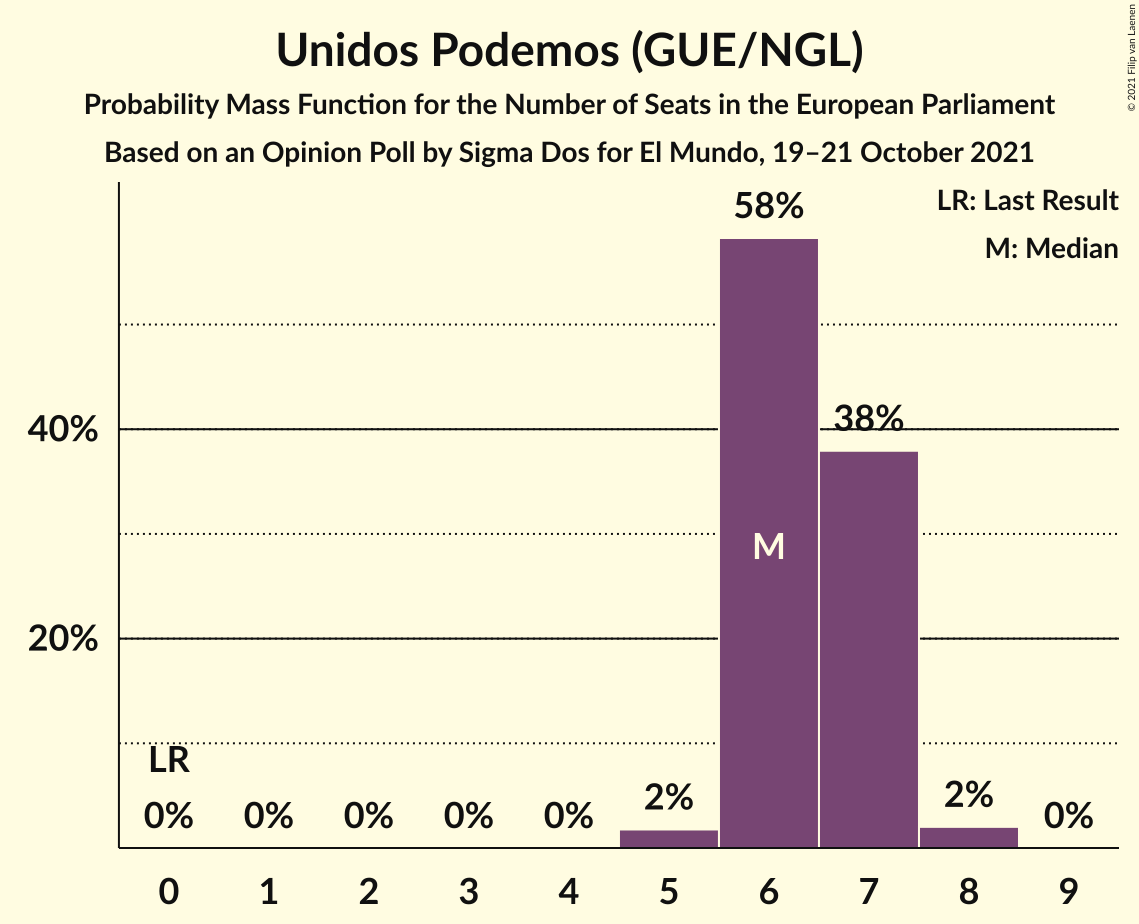 Unidos Podemos (GUE/NGL)
Probability Mass Function for the Number of Seats in the European Parliament
Based on an Opinion Poll by Sigma Dos for El Mundo, 19–21 October 2021
© 2021 Filip van Laenen
LR: Last Result
M: Median
58%
40%
38%
M
20%
LR
0% 0% 0% 0% 0% 2% 2% 0%
0 1 2 3 4 5 6 7 8 9